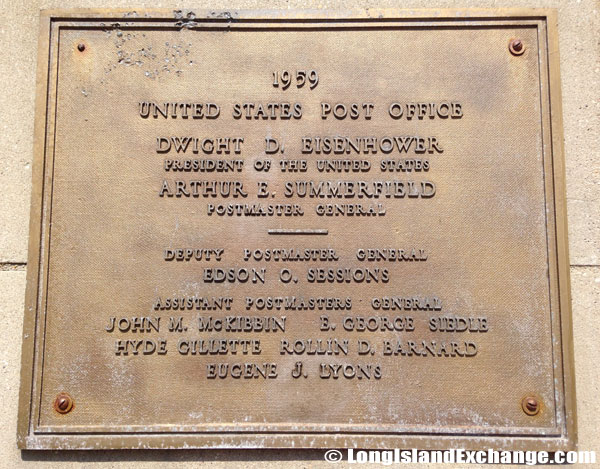 1959
UNITED STATES POST OFFICE
DWIGHT D. EISENHOWER
PRESIDENT OF THE UNITED STATES
ARTHUR E. SUMMERFIELD
POSTMASTER GENERAL
DEPUTY POSTMASTER GENERAL
EDSON O. SESSIONS
ASSISTANT POSTMASTERS GENERAL
JOHN M. McKIBBIN E. GEORGE SIEDLE
HYDE GILLETTE ROLLIN D. BARNARD
EUGENE J. LYONS
© LongIslandExchange.com